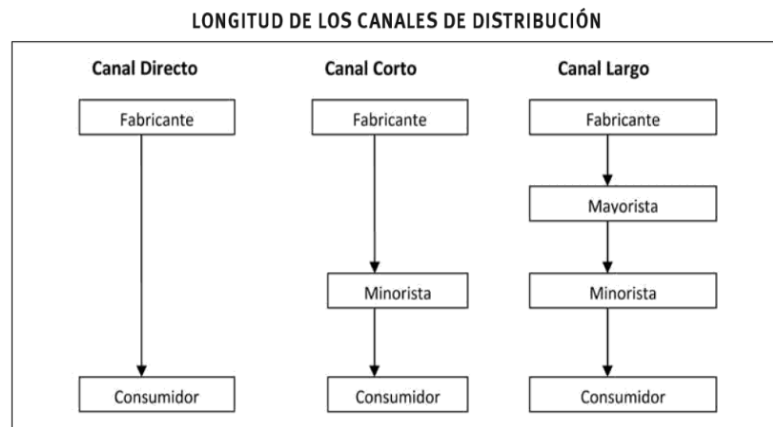 LONGITUD DE LOS CANALES DE DISTRIBUCIÓN
Canal Directo
Fabricante
Consumidor
Canal Corto
Fabricante
Minorista
Consumidor
Canal Largo
Fabricante
Mayorista
Minorista
Consumidor